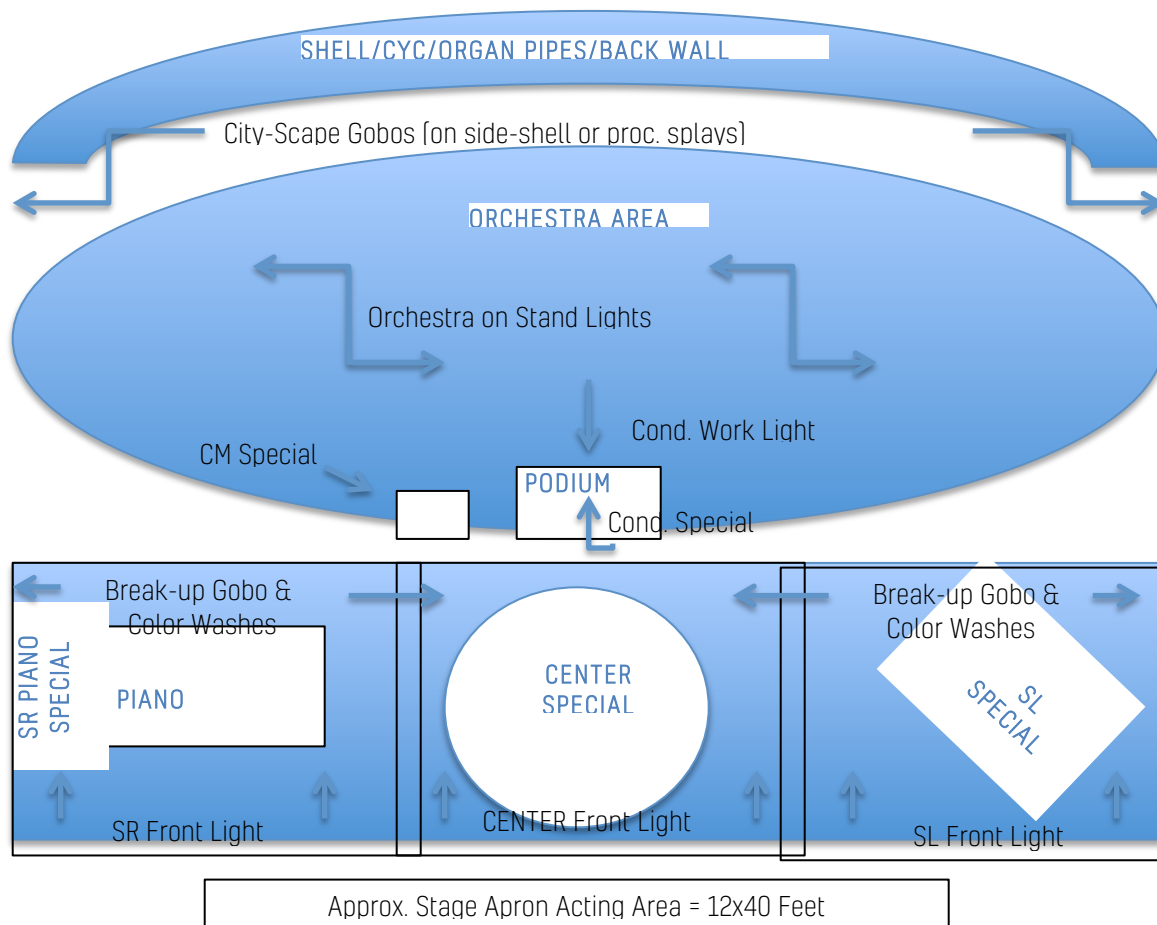 SHELL/CYC/ORGAN PIPES/BACK WALL
City-Scape Gobos (on side-shell or proc. splays)
ORCHESTRA AREA
Orchestra on Stand Lights
Cond. Work Light
CM Special
PODIUM
Cond. Special
Break-up Gobo &
Color Washes
Break-up Gobo &
Color Washes
SR PIANO
SPECIAL
PIANO
CENTER
SPECIAL
SL
SPECIAL
SR Front Light
CENTER Front Light
SL Front Light
Approx. Stage Apron Acting Area = 12x40 Feet